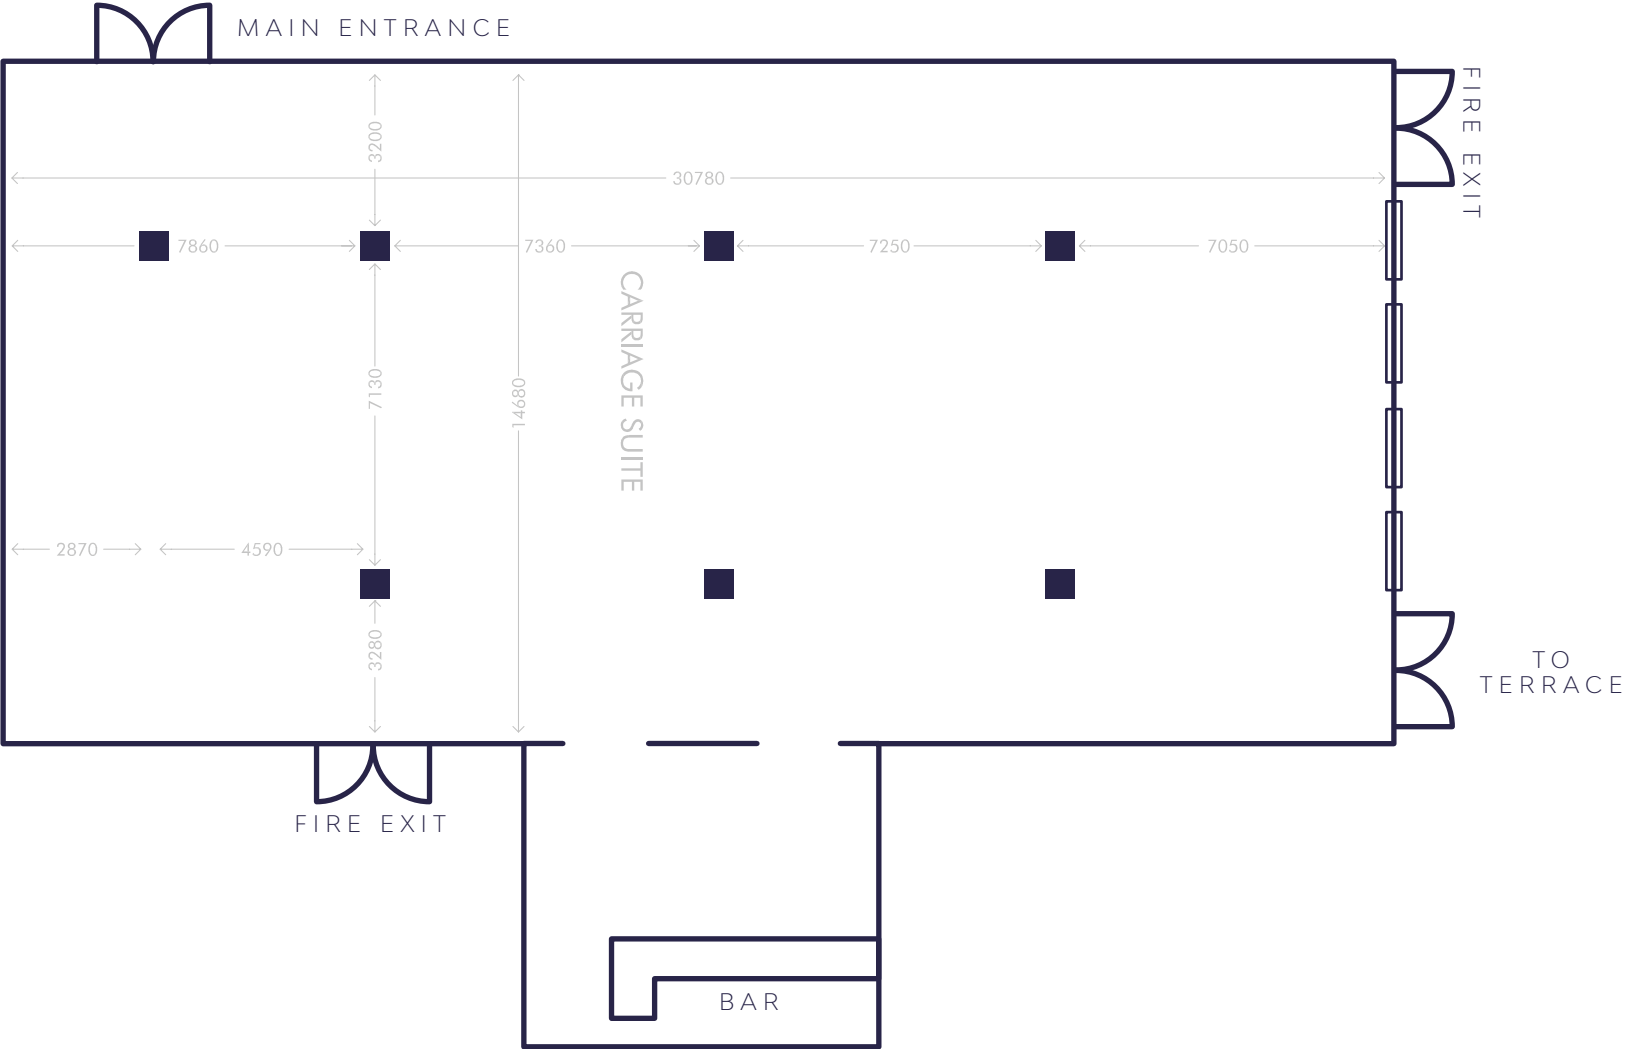 MAIN ENTRANCE
FIRE EXIT
3200
30780
7860
7360
7250
7050
CARRIAGE SUITE
7130
14680
2870
4590
3280
TO
TERRACE
FIRE EXIT
BAR